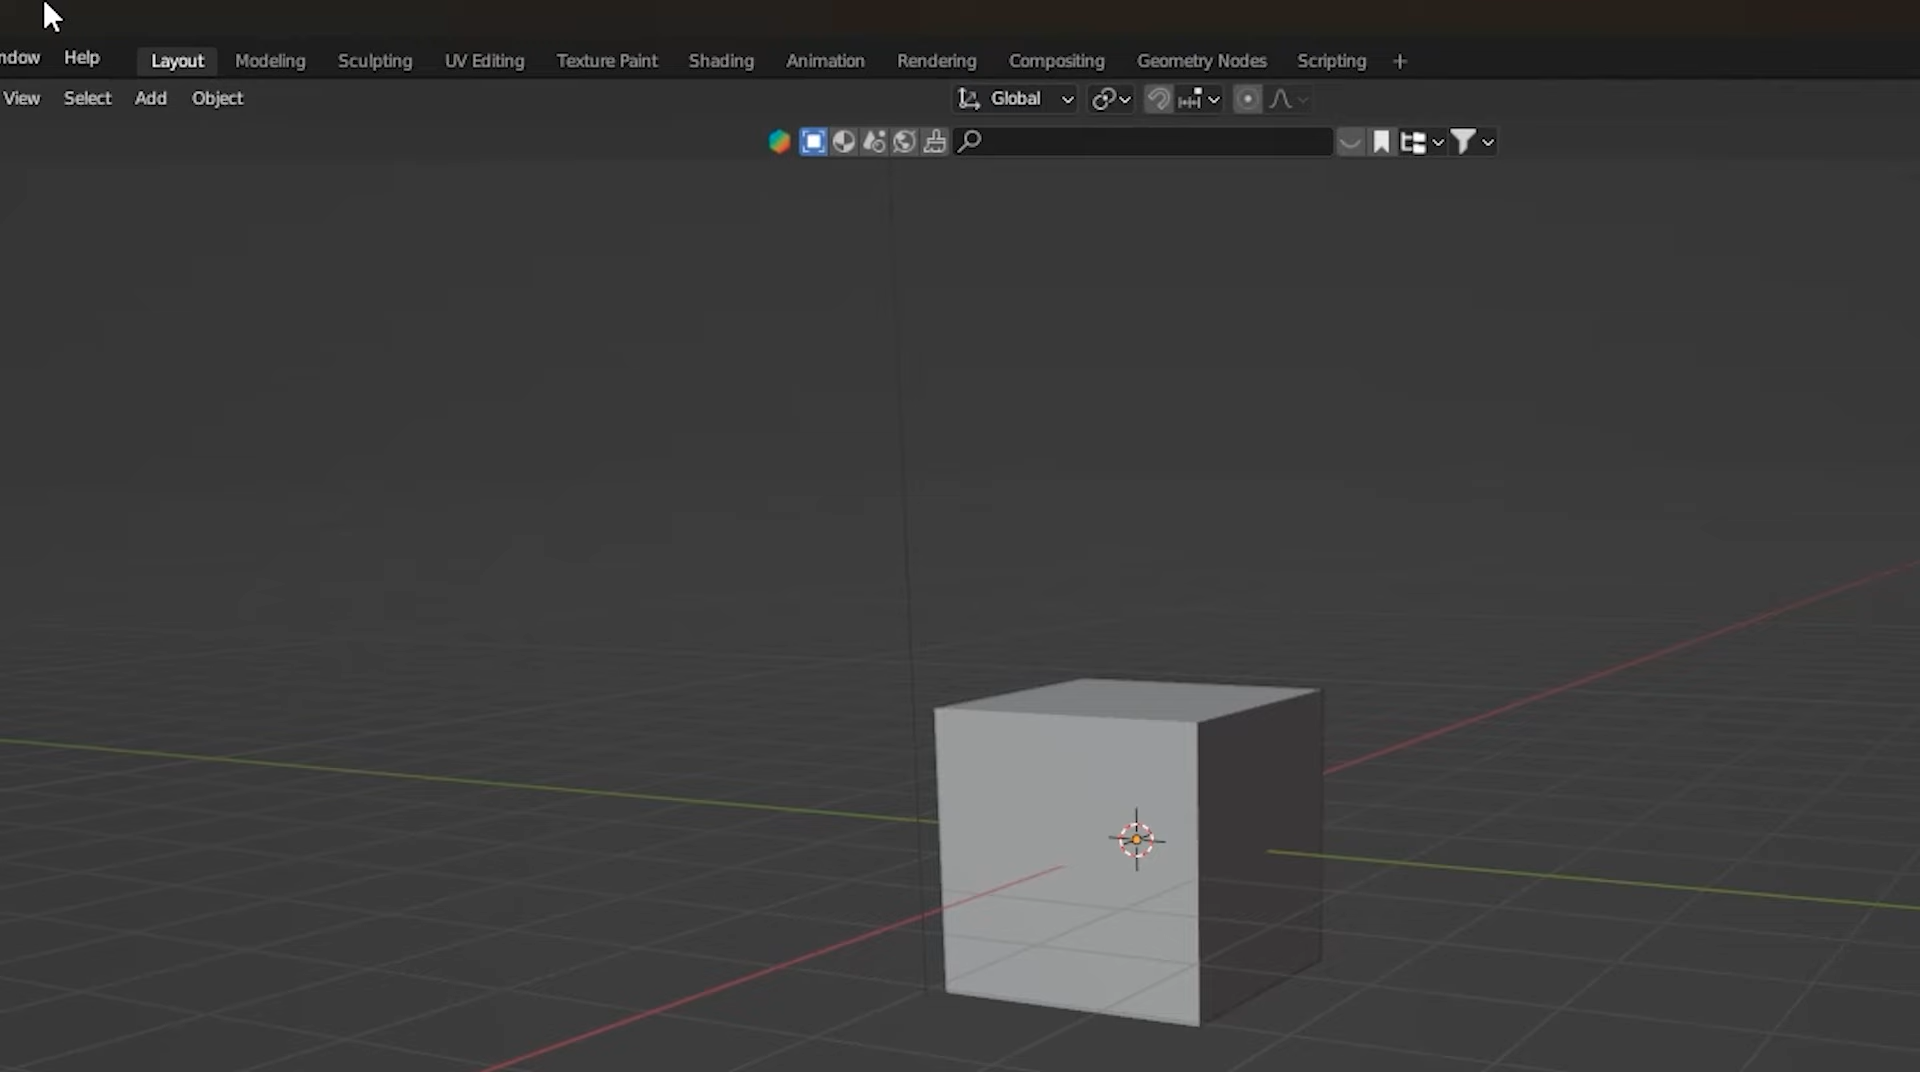 ndow Help Layout Modeling Sculpting UV Editing Texture Paint Shading Animation Rendering Compositing Geometry Nodes Scripting +
View Select Add Object Global